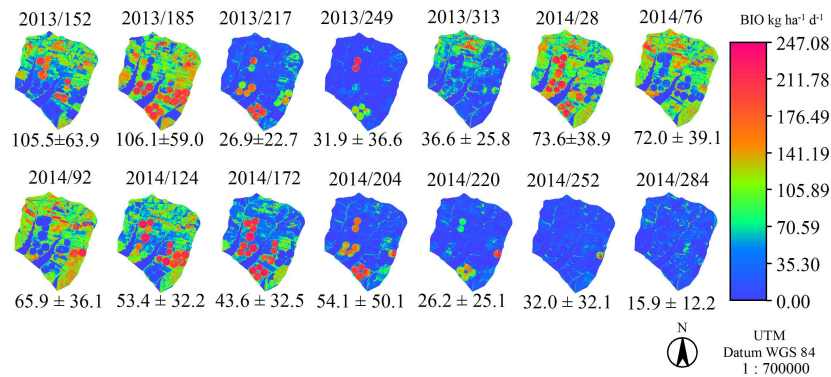 2013/152 2013/185 2013/217 2013/249 2013/313 2014/28 2014/76
105.5±63.9 106.1±59.0 26.9±22.7 31.9 ± 36.6 36.6 ± 25.8 73.6±38.9 72.0 ± 39.1
2014/92 2014/124 2014/172 2014/204 2014/220 2014/252 2014/284
65.9 ± 36.1 53.4 ± 32.2 43.6 ± 32.5 54.1 ± 50.1 26.2 ± 25.1 32.0 ± 32.1 15.9 ± 12.2
BIO kg ha⁻¹ d⁻¹
247.08
211.78
176.49
141.19
105.89
70.59
35.30
0.00
N
UTM
Datum WGS 84
1 : 700000